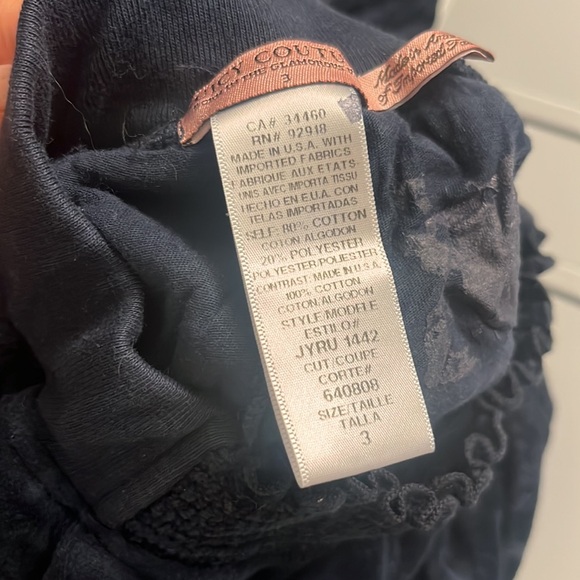 ICY COUTU
3
CA# 34460
RN# 92918
MADE IN U.S.A. WITH
IMPORTED FABRICS
FABRIQUE AUX ETATS-
UNIS AVEC IMPORTA TISSU
HECHO EN E.U.A. CON
TELAS IMPORTADAS
SELF: 80% COTTON
COTON/ALGODON
20% POLYESTER
POLYESTER/POLIESTER
CONTRAST: MADE IN U.S.A.
100% COTTON
COTON/ALGODON
STYLE/MODELE
ESTILO#
JYRU 1442
CUT/COUPE
CORTE#
640808
SIZE/TAILLE
TALLA
3